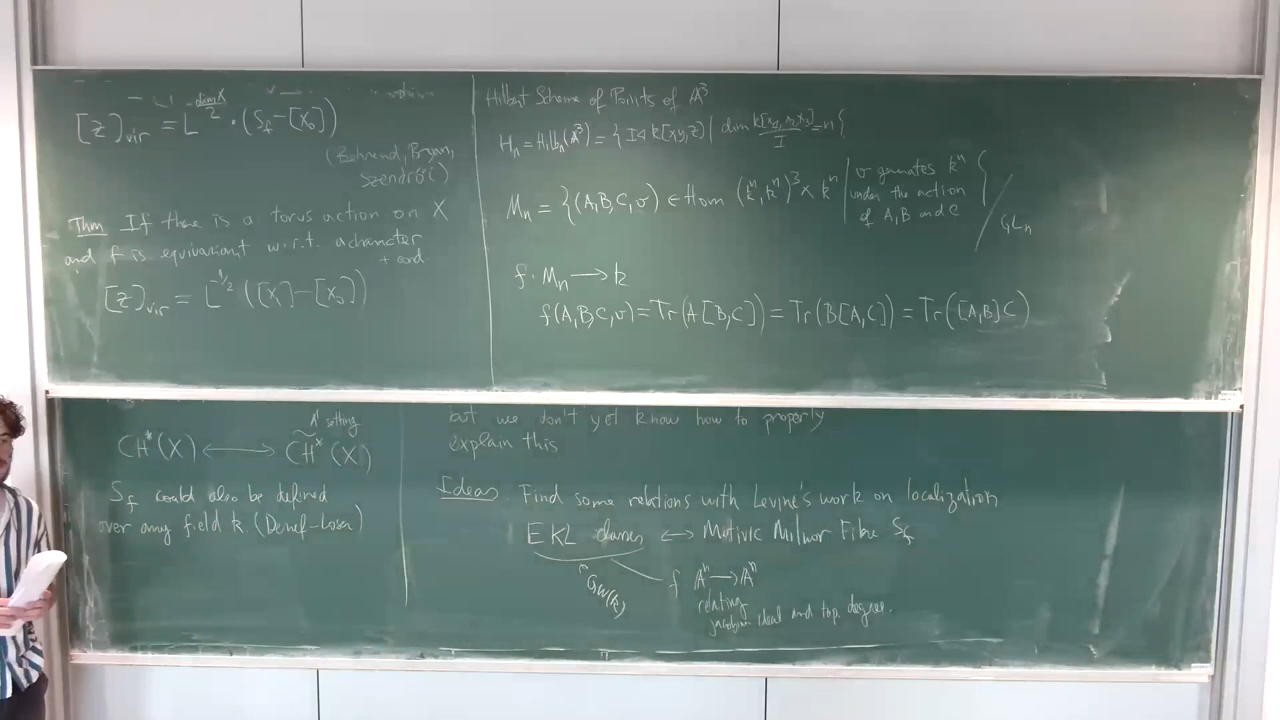 [Z]_vir = L^{-dim X/2} · (S_f - [X_0])
(Behrend, Bryan,
Szendrői)
Thm If there is a torus action on X
and f is equivariant w.r.t. a character
+ cond
[Z]_vir = L^{-1/2} ([X] - [X_0])
Hilbert Scheme of Points of A^3
H_n = Hilb_n(A^3) = { I ◁ k[x,y,z] | dim k[x_1,x_2,x_3]/I = n }
M_n = {(A,B,C,v) ∈ Hom (k^n, k^n)^3 × k^n | v generates k^n under the action of A, B and C } / GL_n
f: M_n → k
f(A,B,C,v) = Tr(A[B,C]) = Tr(B[A,C]) = Tr([A,B]C)
A^1 setting
CH^*(X) ↔ C͠H^*(X)
S_f could also be defined
over any field k (Denef-Loser)
but we don't yet know how to properly
explain this
Ideas. Find some relations with Levine's work on localization
EKL classes ↔ Motivic Milnor Fibre S_f
GW(k)
f A^n → A^n
relating
jacobian ideal and top. degree.